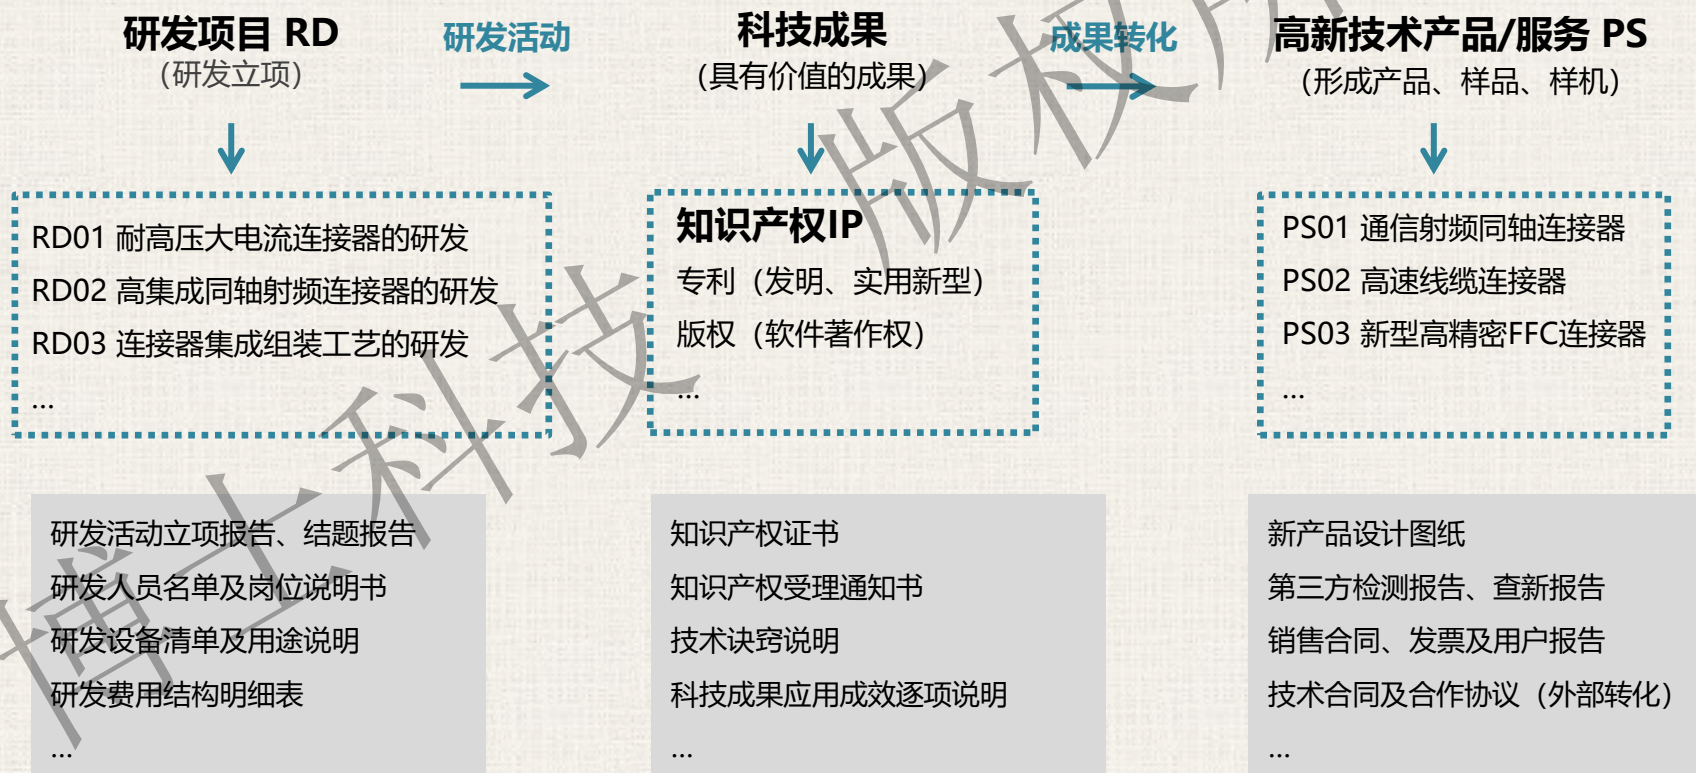 研发项目 RD
（研发立项）
研发活动
科技成果
（具有价值的成果）
成果转化
高新技术产品/服务 PS
（形成产品、样品、样机）
RD01 耐高压大电流连接器的研发
RD02 高集成同轴射频连接器的研发
RD03 连接器集成组装工艺的研发
...
知识产权IP
专利（发明、实用新型）
版权（软件著作权）
...
PS01 通信射频同轴连接器
PS02 高速线缆连接器
PS03 新型高精密FFC连接器
...
研发活动立项报告、结题报告
研发人员名单及岗位说明书
研发设备清单及用途说明
研发费用结构明细表
...
知识产权证书
知识产权受理通知书
技术诀窍说明
科技成果应用成效逐项说明
...
新产品设计图纸
第三方检测报告、查新报告
销售合同、发票及用户报告
技术合同及合作协议（外部转化）
...
博士科技 版权